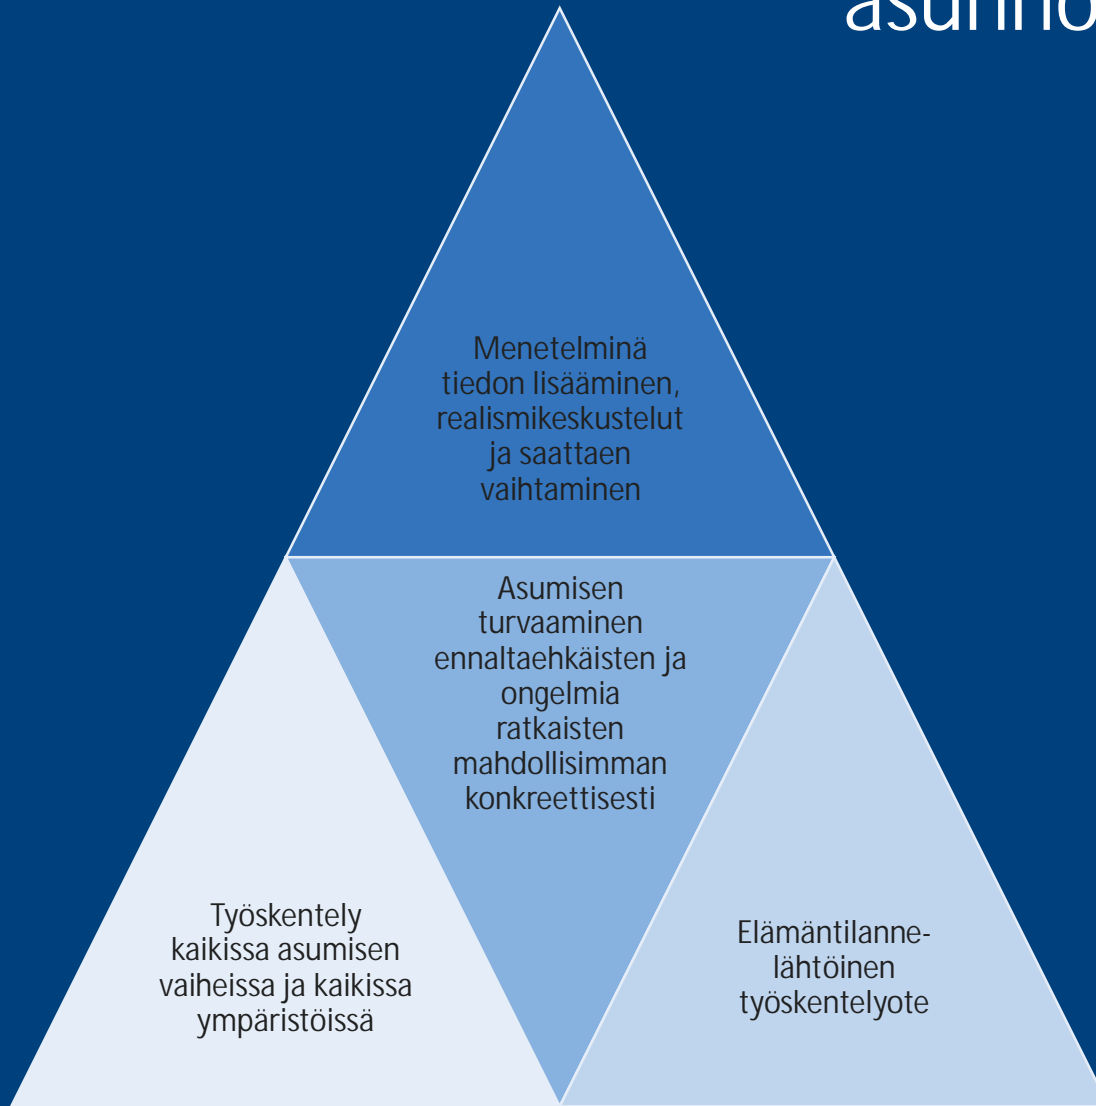 Menetelminä
tiedon lisääminen,
realismikeskustelut
ja saattaen
vaihtaminen
Asumisen
turvaaminen
ennaltaehkäisten ja
ongelmia
ratkaisten
mahdollisimman
konkreettisesti
Työskentely
kaikissa asumisen
vaiheissa ja kaikissa
ympäristöissä
Elämäntilanne-
lähtöinen
työskentelyote